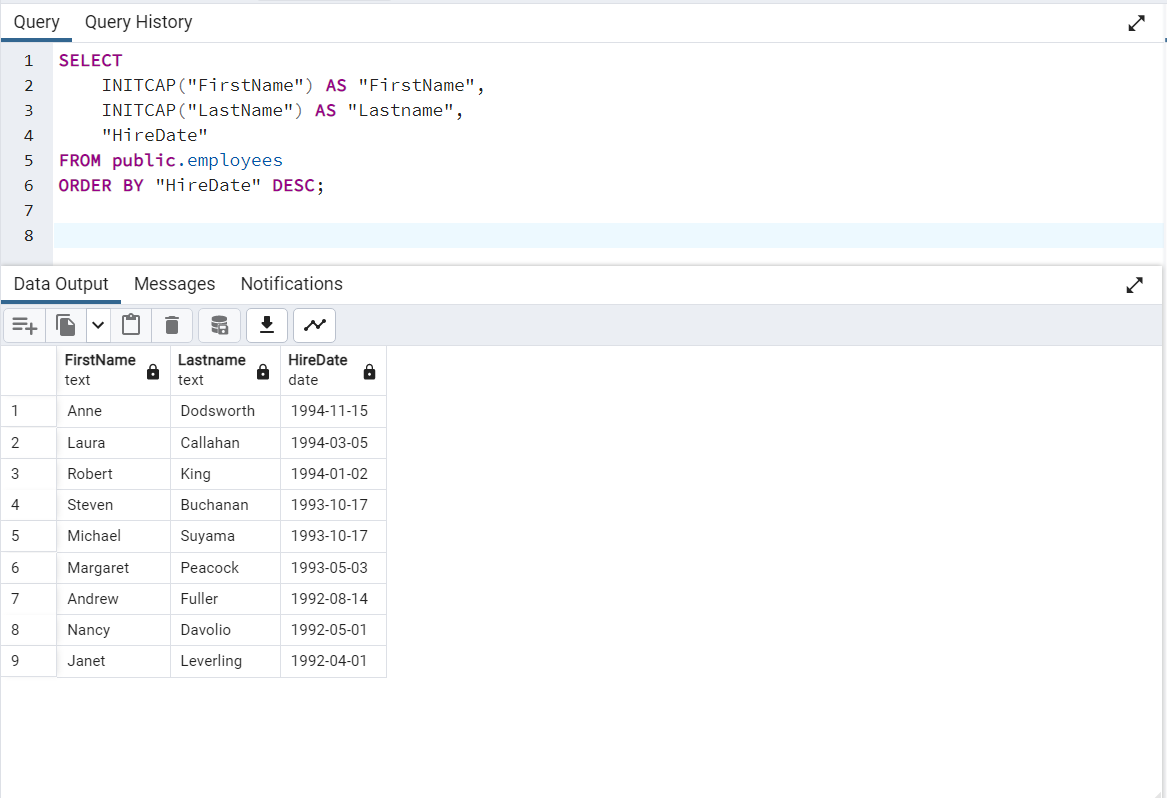 Query Query History
1 SELECT
2 INITCAP("FirstName") AS "FirstName",
3 INITCAP("LastName") AS "Lastname",
4 "HireDate"
5 FROM public.employees
6 ORDER BY "HireDate" DESC;
7
8
Data Output Messages Notifications
FirstName Lastname HireDate
text text date
1 Anne Dodsworth 1994-11-15
2 Laura Callahan 1994-03-05
3 Robert King 1994-01-02
4 Steven Buchanan 1993-10-17
5 Michael Suyama 1993-10-17
6 Margaret Peacock 1993-05-03
7 Andrew Fuller 1992-08-14
8 Nancy Davolio 1992-05-01
9 Janet Leverling 1992-04-01